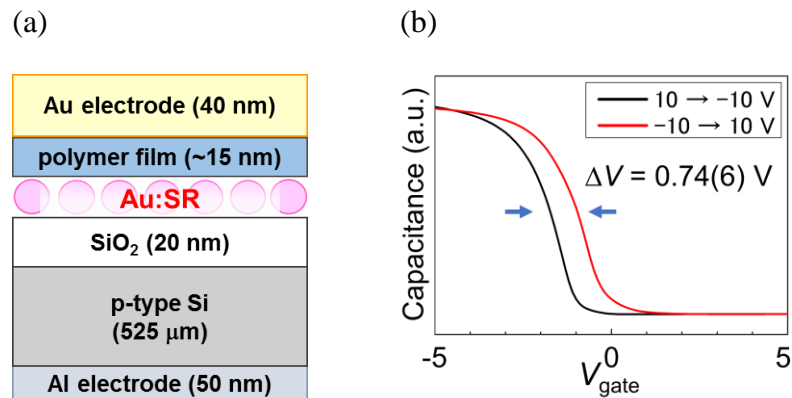 (a)
Au electrode (40 nm)
polymer film (~15 nm)
Au:SR
SiO₂ (20 nm)
p-type Si
(525 μm)
Al electrode (50 nm)
(b)
Capacitance (a.u.)
10 → −10 V
−10 → 10 V
ΔV = 0.74(6) V
-5
0
5
V_gate